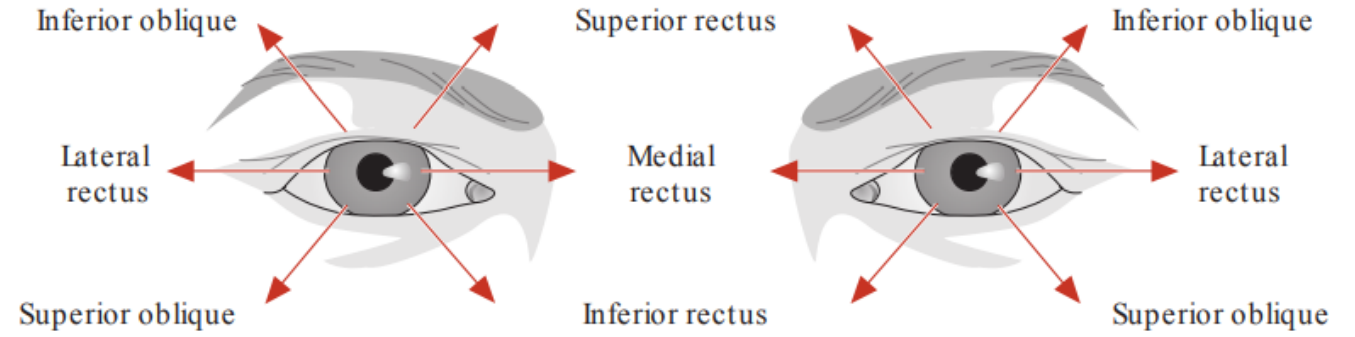 Inferior oblique
Superior rectus
Inferior oblique
Lateral
rectus
Medial
rectus
Lateral
rectus
Superior oblique
Inferior rectus
Superior oblique